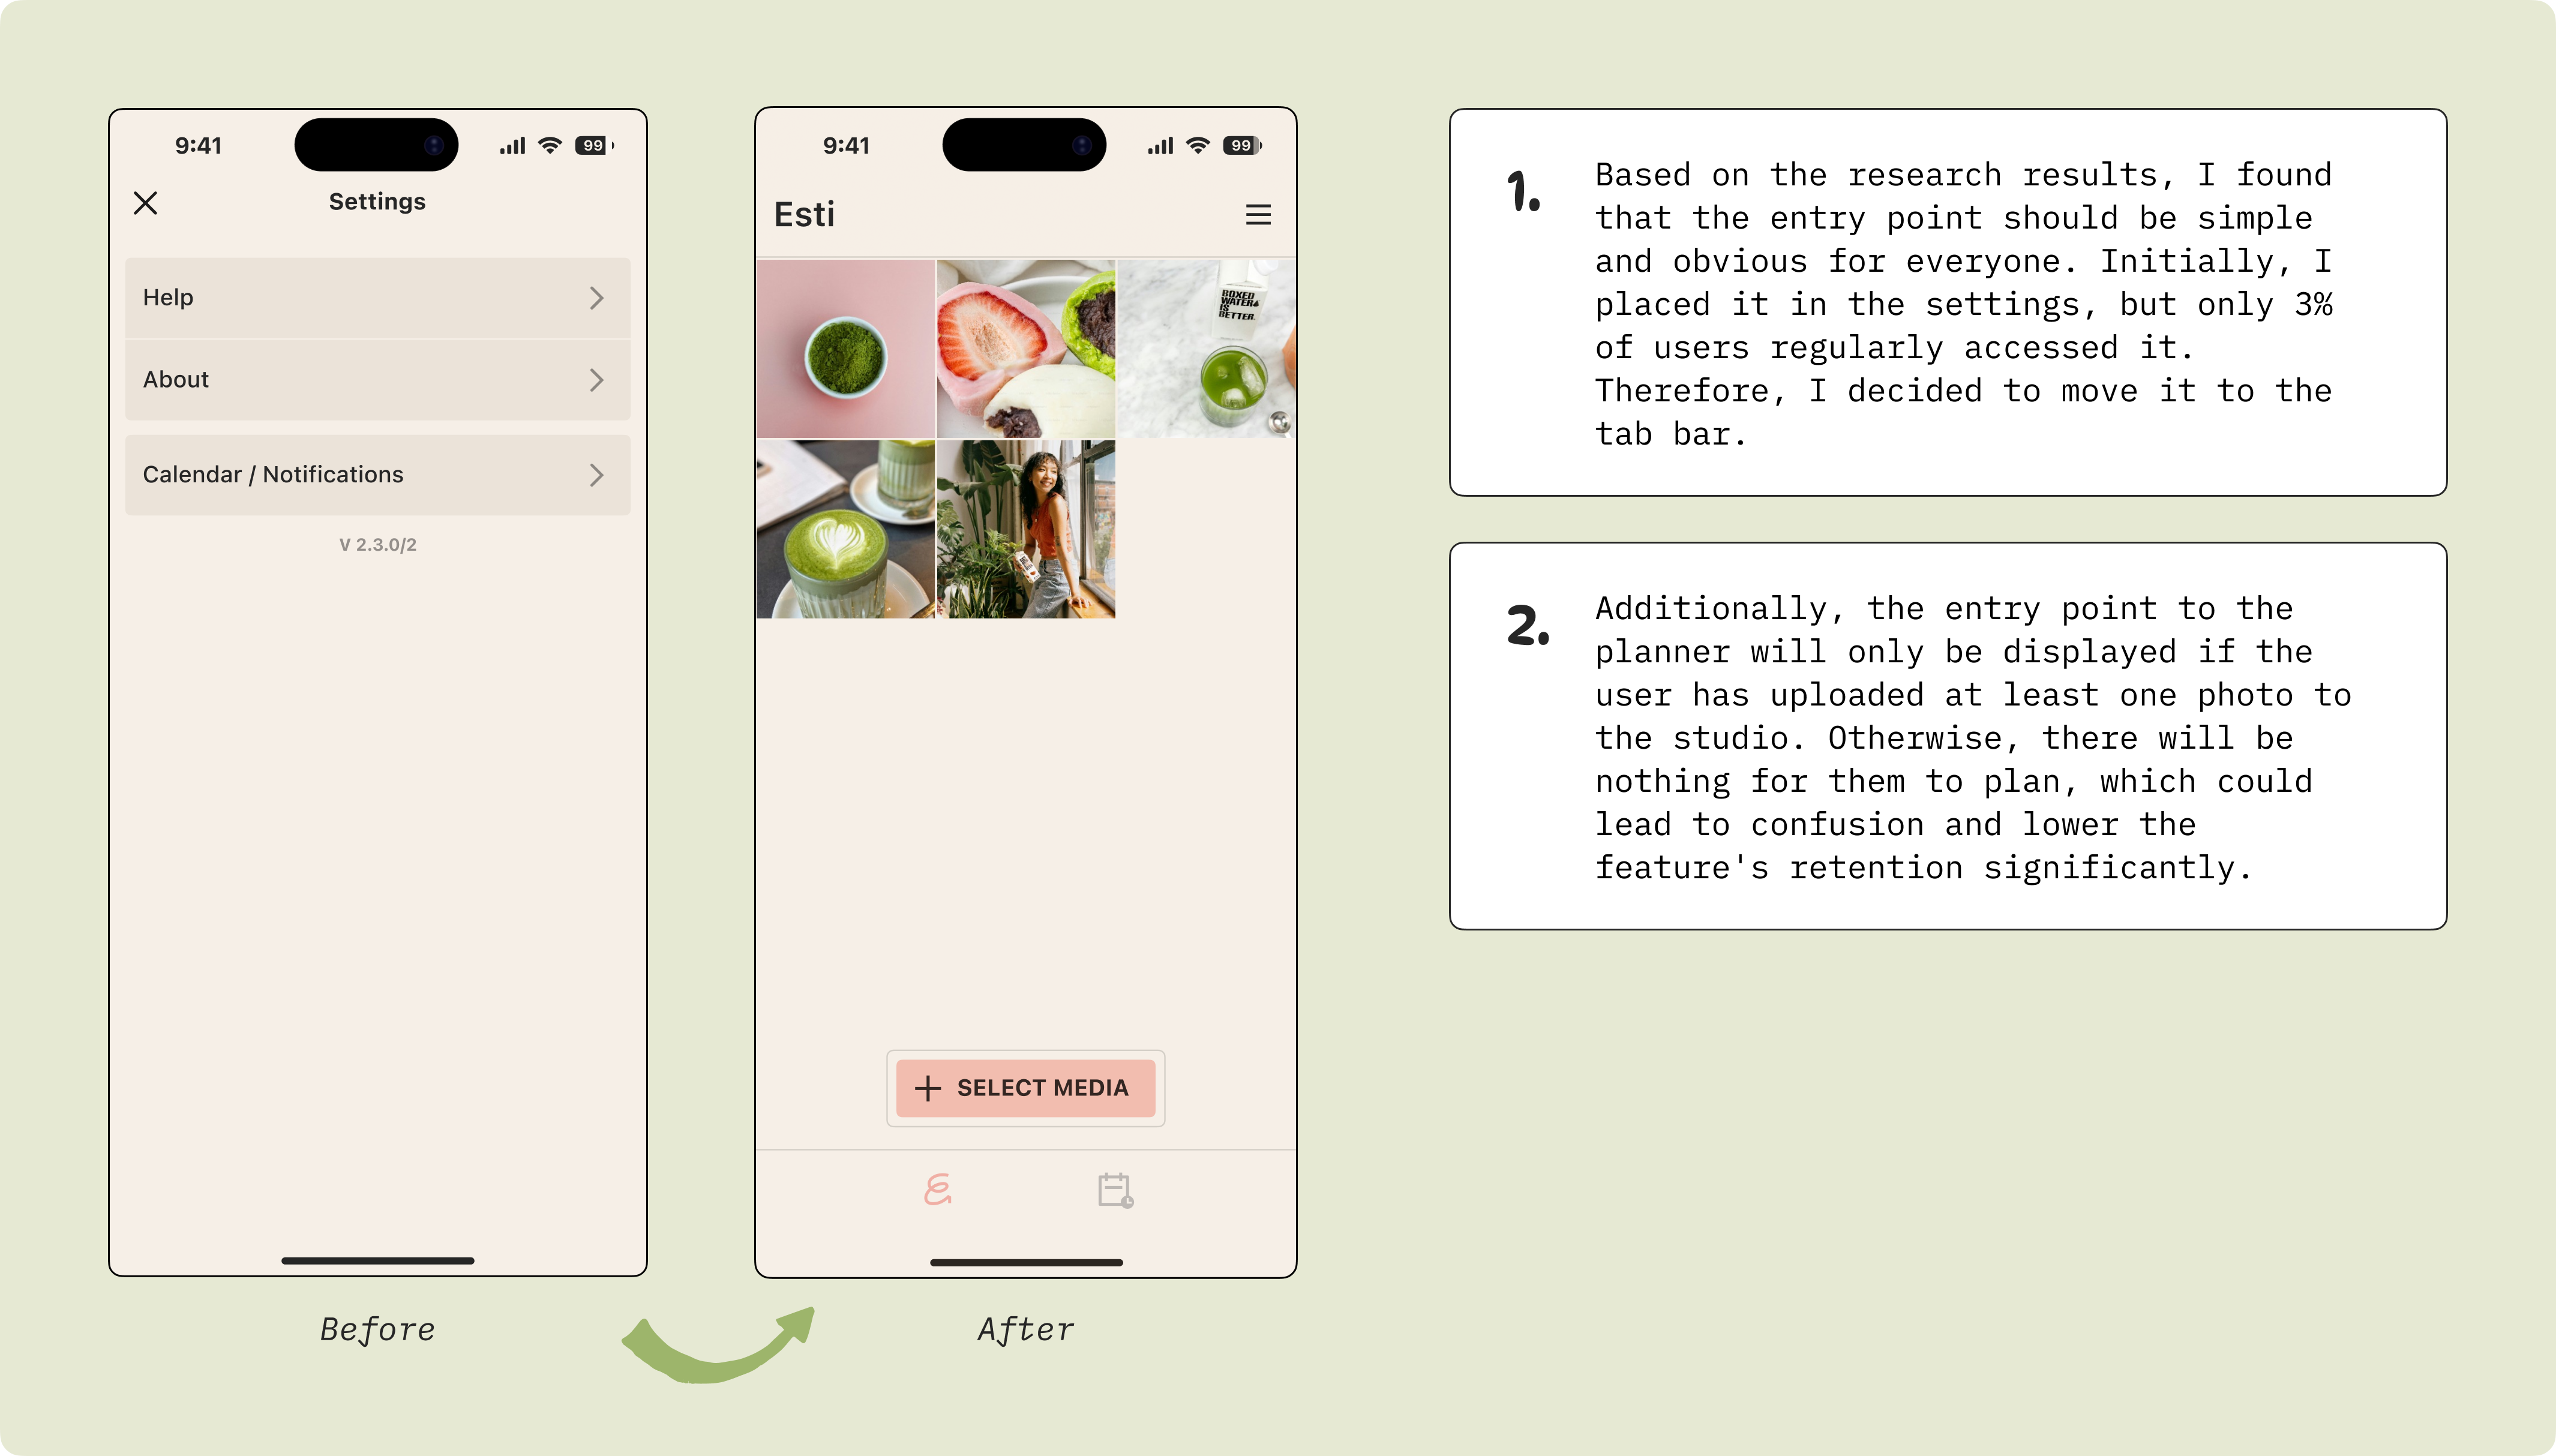 9:41
99
Settings
Help
About
Calendar / Notifications
V 2.3.0/2
Before
9:41
99
Esti
BOXED
WATER
IS
BETTER.
SELECT MEDIA
After
1.
Based on the research results, I found
that the entry point should be simple
and obvious for everyone. Initially, I
placed it in the settings, but only 3%
of users regularly accessed it.
Therefore, I decided to move it to the
tab bar.
2.
Additionally, the entry point to the
planner will only be displayed if the
user has uploaded at least one photo to
the studio. Otherwise, there will be
nothing for them to plan, which could
lead to confusion and lower the
feature's retention significantly.